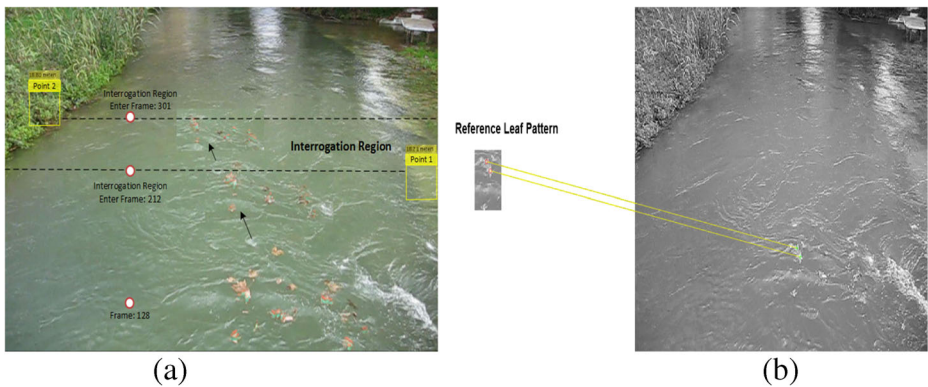 Point 2
Interrogation Region
Enter Frame: 301
Interrogation Region
Point 1
Interrogation Region
Enter Frame: 212
Frame: 128
Reference Leaf Pattern
(a)
(b)